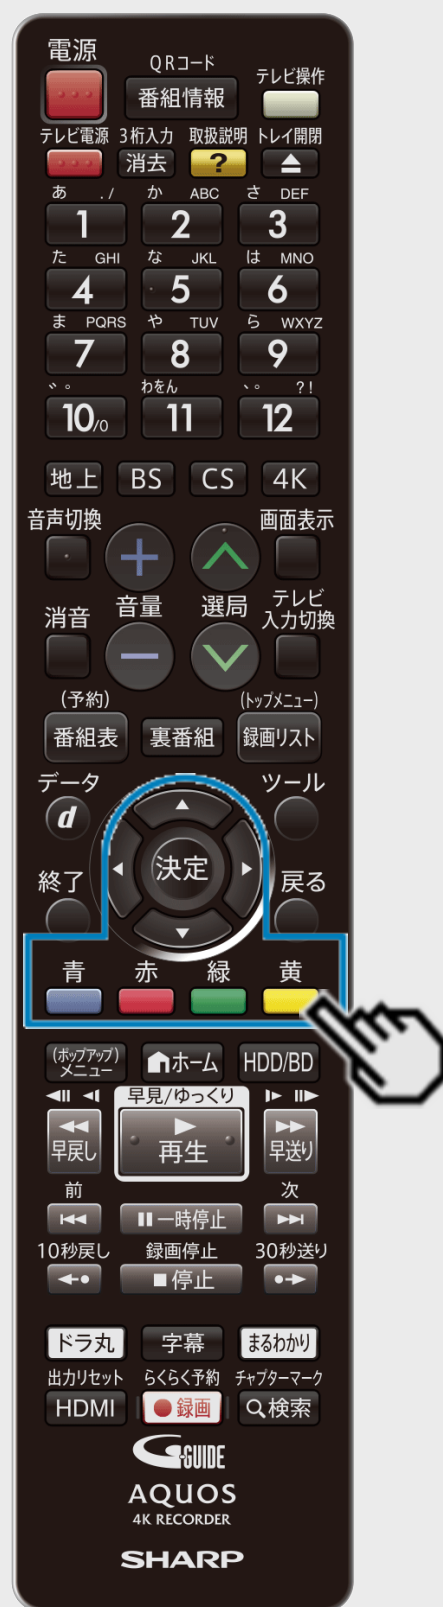 電源
QRコード
テレビ操作
番組情報
テレビ電源 3桁入力 取扱説明 トレイ開閉
消去 ?
あ ./ か ABC さ DEF
1 2 3
た GHI な JKL は MNO
4 5 6
ま PQRS や TUV ら WXYZ
7 8 9
゛゜ わをん 、。 ?!
10/0 11 12
地上 BS CS 4K
音声切換 画面表示
消音 音量 選局 テレビ
入力切換
(予約) (トップメニュー)
番組表 裏番組 録画リスト
データ ツール
d
決定
終了 戻る
青 赤 緑 黄
(ポップアップ)
メニュー ホーム HDD/BD
早見/ゆっくり
早戻し 再生 早送り
前 次
一時停止
10秒戻し 録画停止 30秒送り
停止
ドラ丸 字幕 まるわかり
出力リセット らくらく予約 チャプターマーク
HDMI 録画 検索
G-GUIDE
AQUOS
4K RECORDER
SHARP